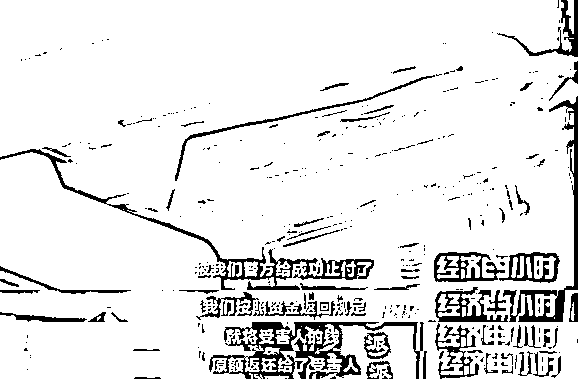 被我们警方给成功止付了
经济半小时
我们按照资金返回规定
经济半小时
就将受害人的钱
经济半小时
原额返还给了受害人
经济半小时